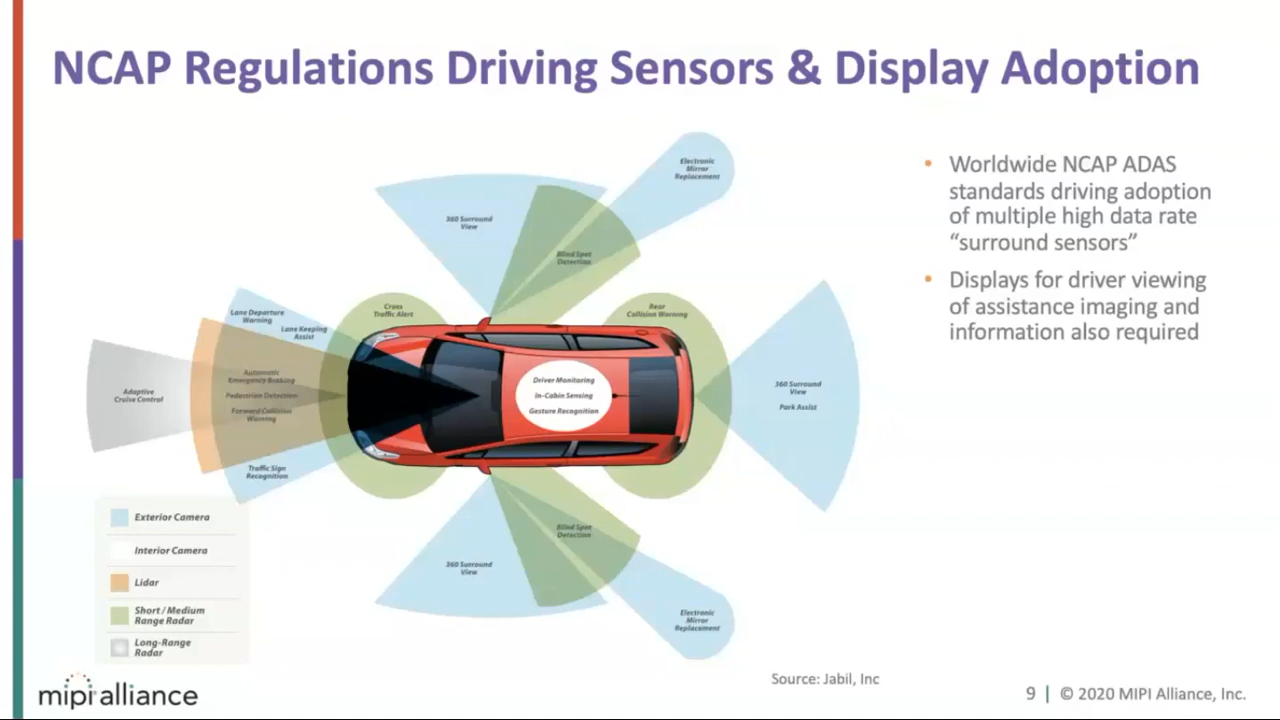 NCAP Regulations Driving Sensors & Display Adoption
Electronic
Mirror
Replacement
360 Surround
View
Blind Spot
Detection
Cross
Traffic Alert
Rear
Collision Warning
Lane Departure
Warning
Lane Keeping
Assist
Adaptive
Cruise Control
Automatic
Emergency Braking
Pedestrian Detection
Forward Collision
Warning
Traffic Sign
Recognition
Driver Monitoring
In-Cabin Sensing
Gesture Recognition
360 Surround
View
Park Assist
Blind Spot
Detection
360 Surround
View
Electronic
Mirror
Replacement
Exterior Camera
Interior Camera
Lidar
Short / Medium
Range Radar
Long-Range
Radar
• Worldwide NCAP ADAS
standards driving adoption
of multiple high data rate
“surround sensors”
• Displays for driver viewing
of assistance imaging and
information also required
mipi alliance
Source: Jabil, Inc
9 | © 2020 MIPI Alliance, Inc.